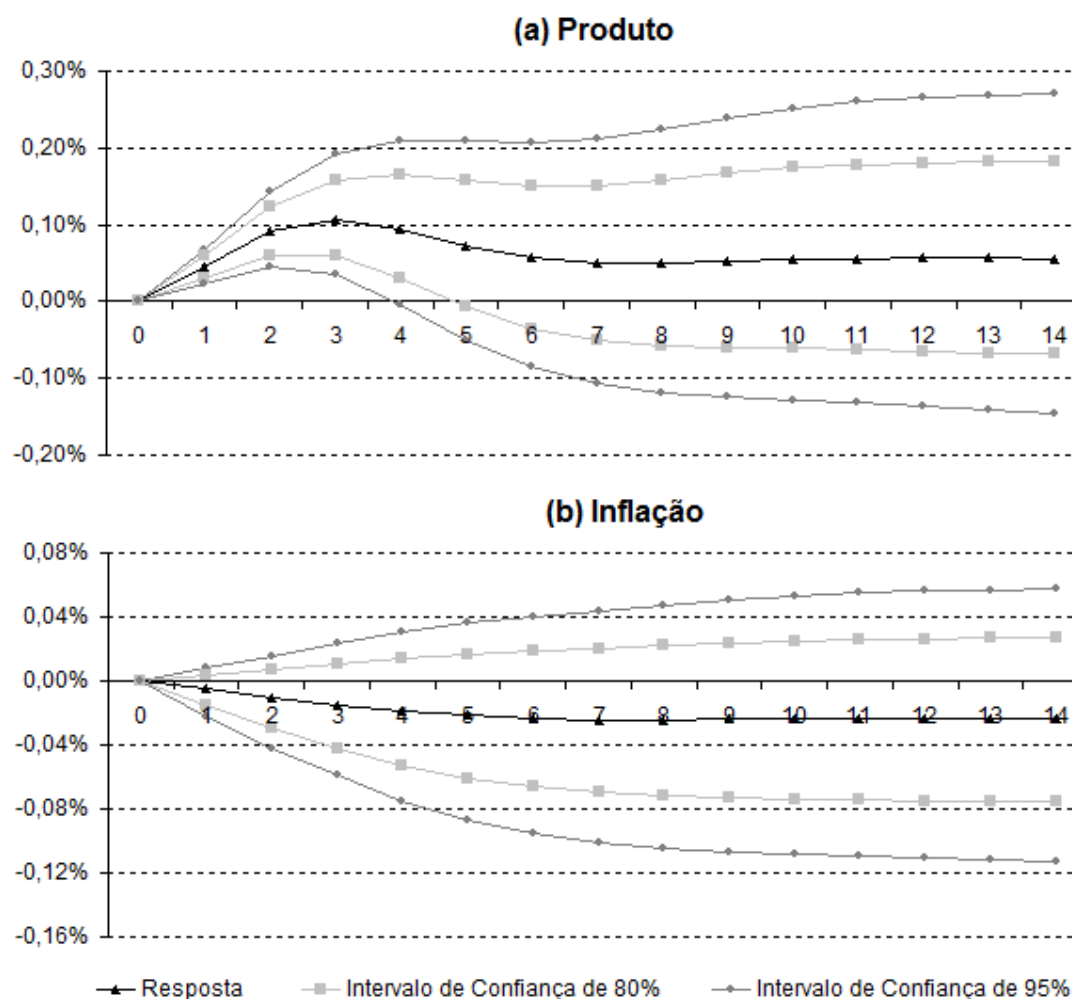 (a) Produto
0,30%
0,20%
0,10%
0,00%
0 1 2 3 4 5 6 7 8 9 10 11 12 13 14
-0,10%
-0,20%
(b) Inflação
0,08%
0,04%
0,00%
0 1 2 3 4 5 6 7 8 9 10 11 12 13 14
-0,04%
-0,08%
-0,12%
-0,16%
Resposta Intervalo de Confiança de 80% Intervalo de Confiança de 95%